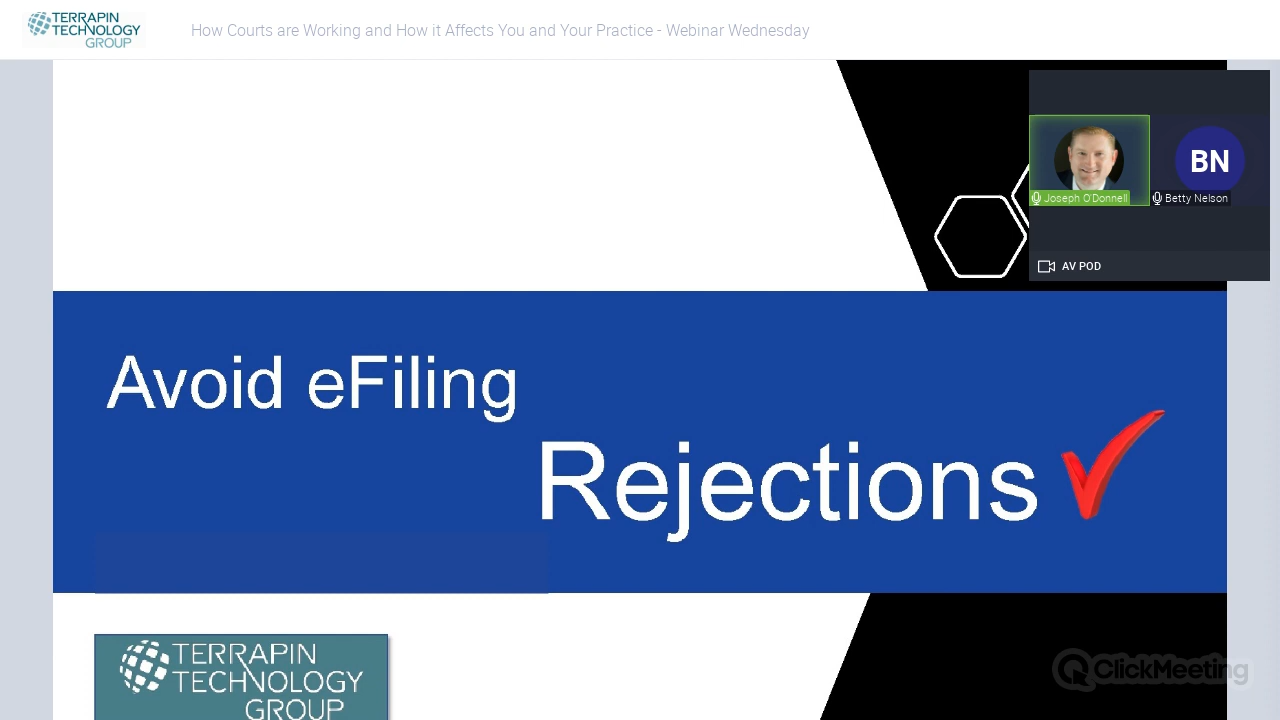 TERRAPIN
TECHNOLOGY
GROUP
How Courts are Working and How it Affects You and Your Practice - Webinar Wednesday
BN
Joseph O'Donnell
Betty Nelson
AV POD
Avoid eFiling
Rejections
TERRAPIN
TECHNOLOGY
GROUP
ClickMeeting